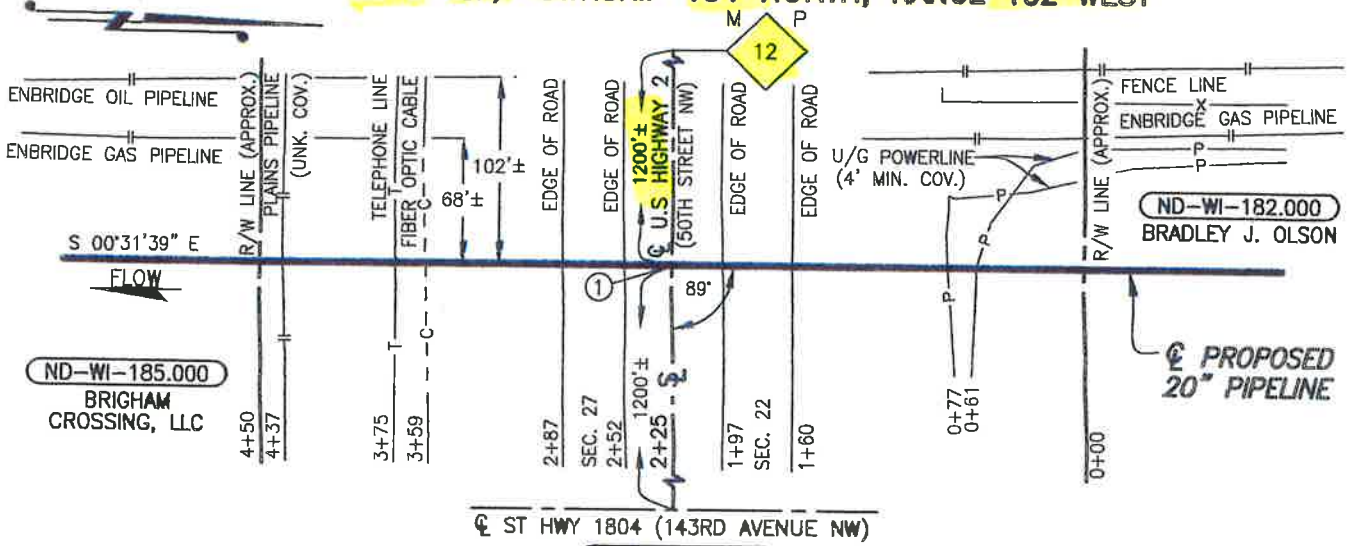 NORTH, RANGE 102 WEST
M P
12
ENBRIDGE OIL PIPELINE
ENBRIDGE GAS PIPELINE
R/W LINE (APPROX.)
PLAINS PIPELINE
(UNK. COV.)
TELEPHONE LINE
T
FIBER OPTIC CABLE
C
68'±
102'±
EDGE OF ROAD
EDGE OF ROAD
1200'±
℄ U.S HIGHWAY 2
(50TH STREET NW)
EDGE OF ROAD
EDGE OF ROAD
U/G POWERLINE
(4' MIN. COV.)
R/W LINE (APPROX.)
FENCE LINE
X
ENBRIDGE GAS PIPELINE
P
P
P
ND-WI-182.000
BRADLEY J. OLSON
S 00°31'39" E
FLOW
1
89°
P
P
℄ PROPOSED
20" PIPELINE
ND-WI-185.000
BRIGHAM
CROSSING, LLC
4+50
4+37
T
3+75
C
3+59
2+87
SEC. 27
2+52
1200'±
2+25
1+97
SEC. 22
1+60
0+77
0+61
0+00
℄ ST HWY 1804 (143RD AVENUE NW)